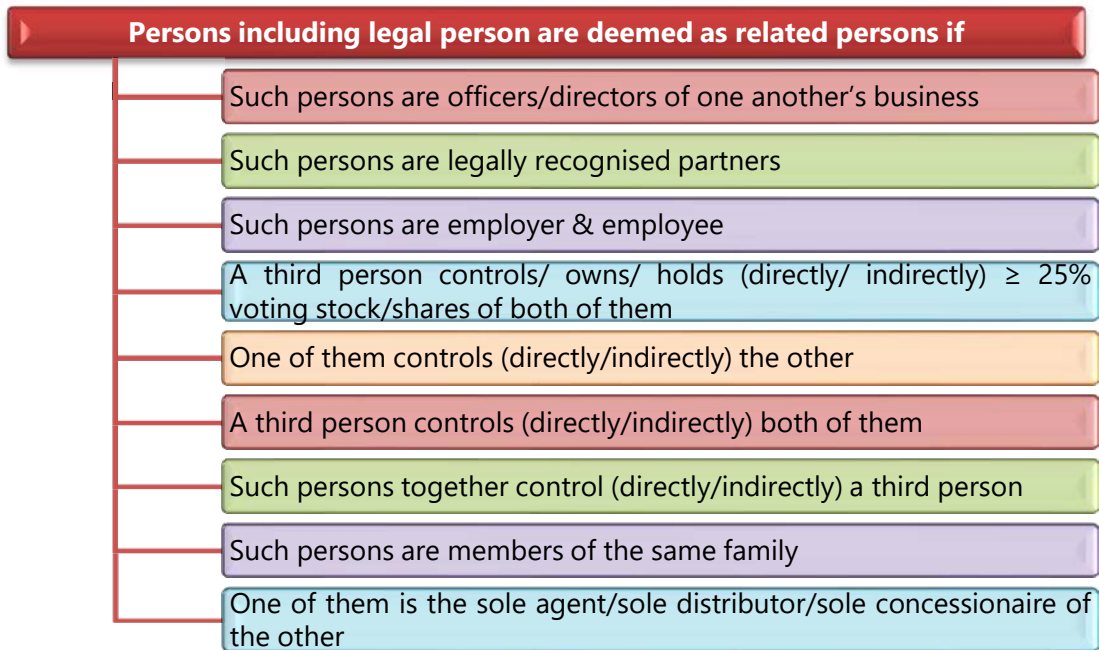 Persons including legal person are deemed as related persons if
Such persons are officers/directors of one another's business
Such persons are legally recognised partners
Such persons are employer & employee
A third person controls/ owns/ holds (directly/ indirectly) ≥ 25%
voting stock/shares of both of them
One of them controls (directly/indirectly) the other
A third person controls (directly/indirectly) both of them
Such persons together control (directly/indirectly) a third person
Such persons are members of the same family
One of them is the sole agent/sole distributor/sole concessionaire of
the other